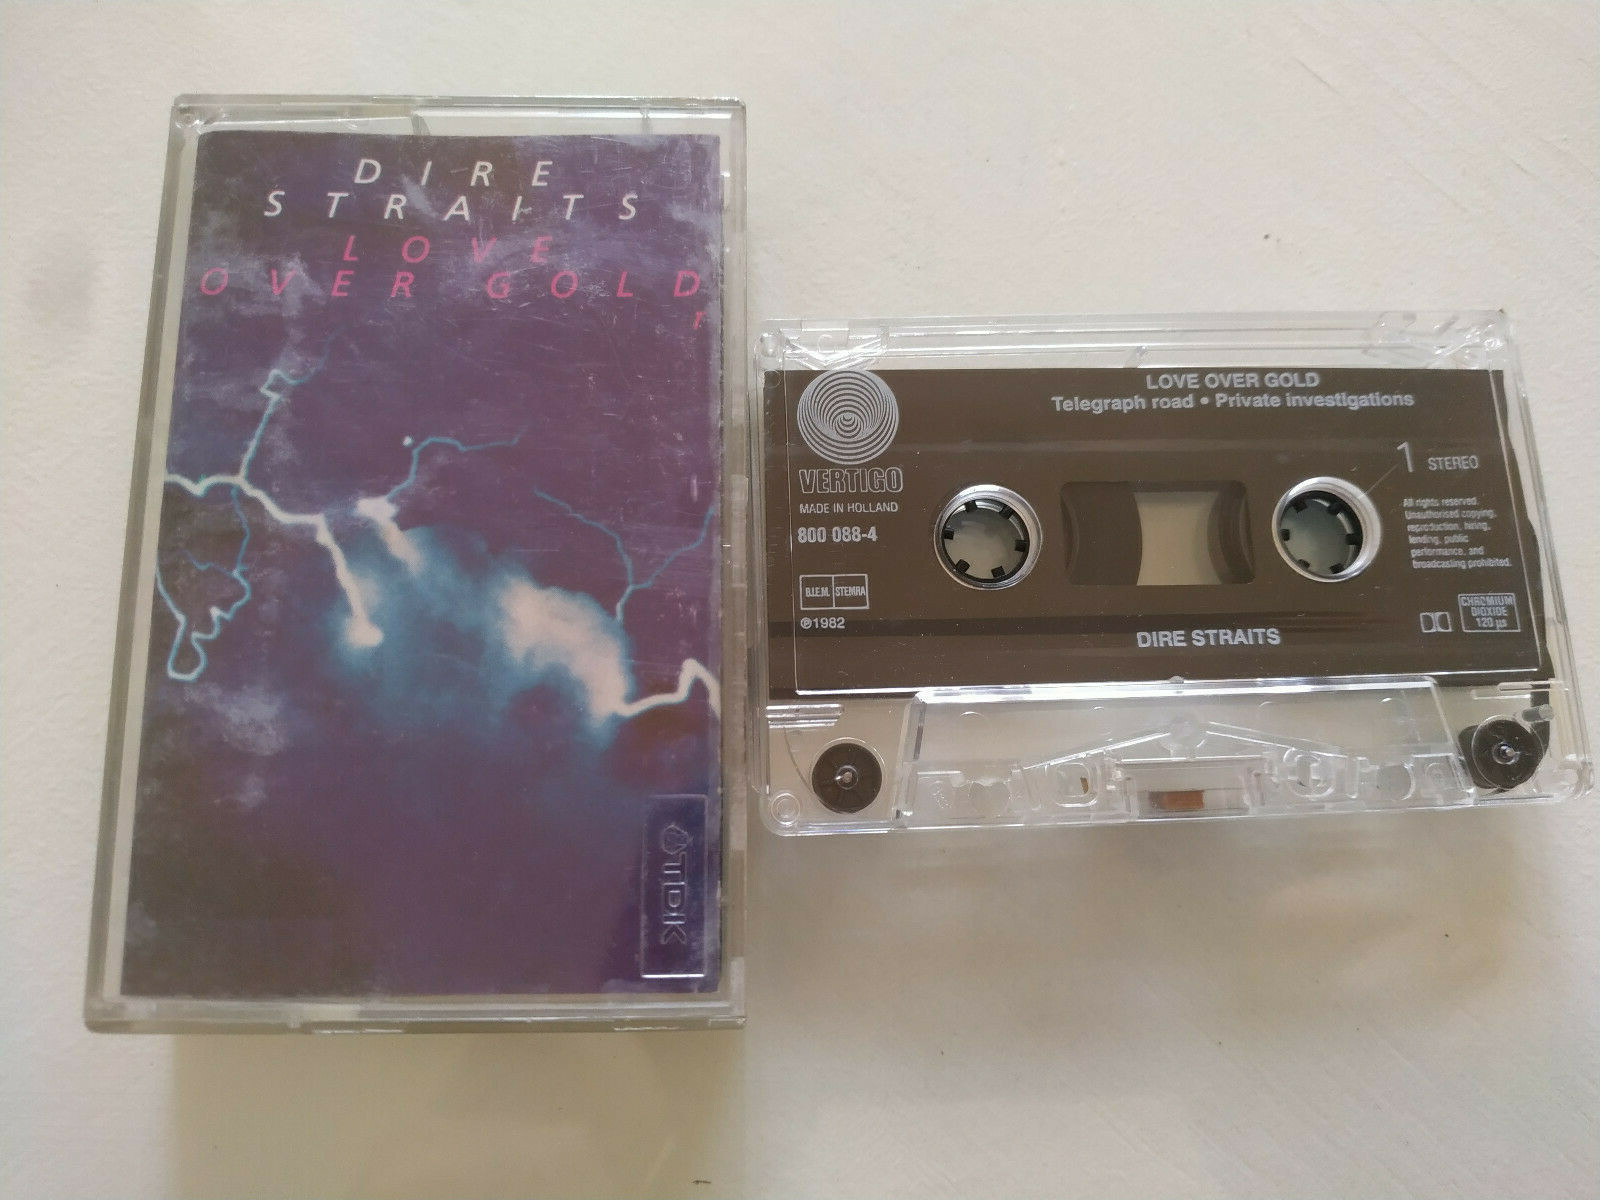 DIRE
STRAITS
LOVE
OVER GOLD
TDK
LOVE OVER GOLD
Telegraph road • Private investigations
VERTIGO
MADE IN HOLLAND
800 088-4
B.I.E.M. STEMRA
℗1982
1 STEREO
All rights reserved.
Unauthorised copying,
reproduction, hiring,
lending, public
performance, and
broadcasting prohibited.
CHROMIUM
DIOXIDE
120 µs
DIRE STRAITS